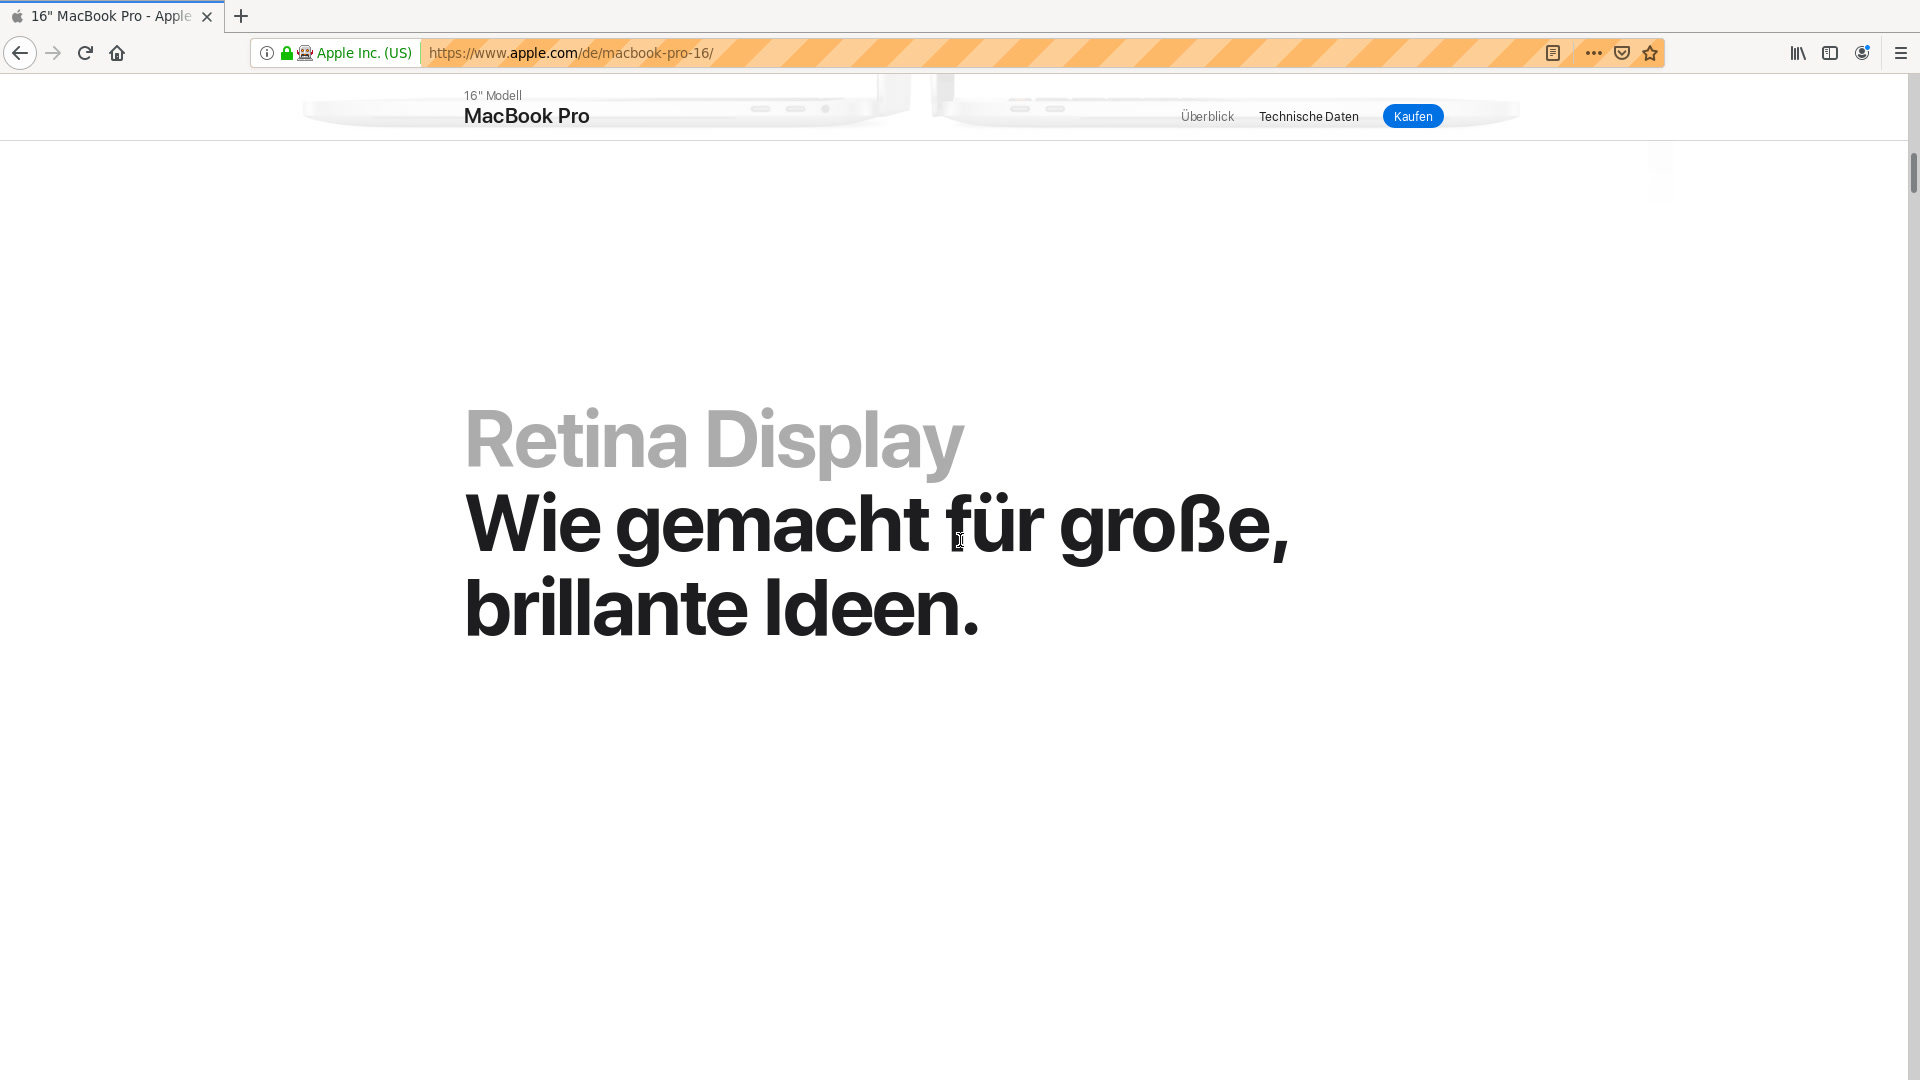 16" MacBook Pro - Apple
Apple Inc. (US)
https://www.apple.com/de/macbook-pro-16/
16" Modell
MacBook Pro
Überblick
Technische Daten
Kaufen
Retina Display
Wie gemacht für große,
brillante Ideen.